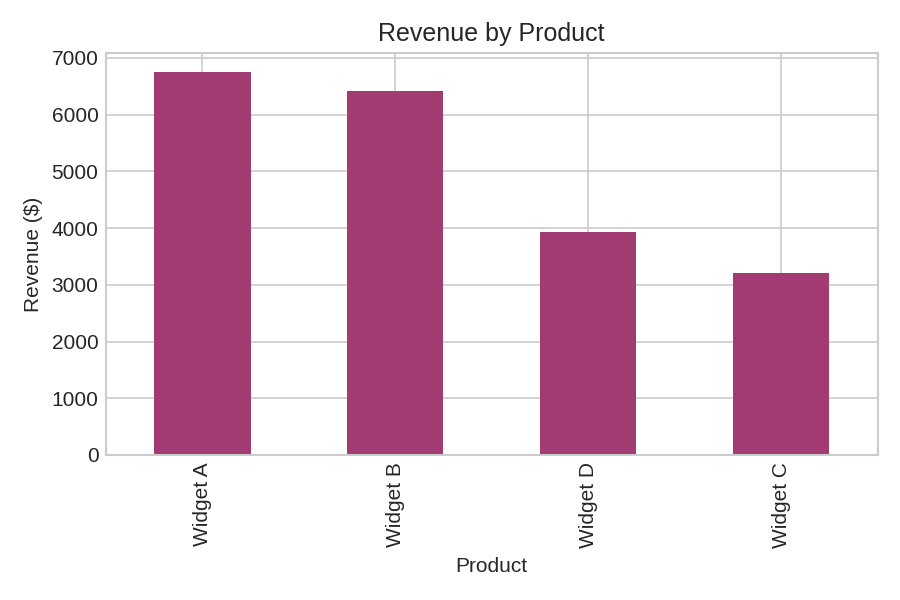 Revenue by Product
Revenue ($)
7000
6000
5000
4000
3000
2000
1000
0
Widget A
Widget B
Widget D
Widget C
Product